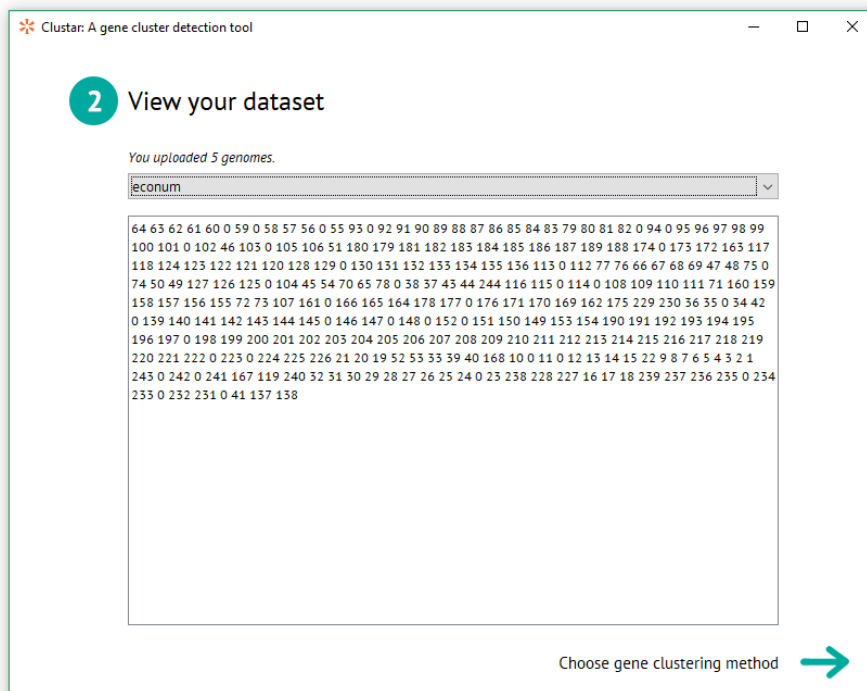 Clustar: A gene cluster detection tool
2 View your dataset
You uploaded 5 genomes.
econum
64 63 62 61 60 0 59 0 58 57 56 0 55 93 0 92 91 90 89 88 87 86 85 84 83 79 80 81 82 0 94 0 95 96 97 98 99
100 101 0 102 46 103 0 105 106 51 180 179 181 182 183 184 185 186 187 189 188 174 0 173 172 163 117
118 124 123 122 121 120 128 129 0 130 131 132 133 134 135 136 113 0 112 77 76 66 67 68 69 47 48 75 0
74 50 49 127 126 125 0 104 45 54 70 65 78 0 38 37 43 44 244 116 115 0 114 0 108 109 110 111 71 160 159
158 157 156 155 72 73 107 161 0 166 165 164 178 177 0 176 171 170 169 162 175 229 230 36 35 0 34 42
0 139 140 141 142 143 144 145 0 146 147 0 148 0 152 0 151 150 149 153 154 190 191 192 193 194 195
196 197 0 198 199 200 201 202 203 204 205 206 207 208 209 210 211 212 213 214 215 216 217 218 219
220 221 222 0 223 0 224 225 226 21 20 19 52 53 33 39 40 168 10 0 11 0 12 13 14 15 22 9 8 7 6 5 4 3 2 1
243 0 242 0 241 167 119 240 32 31 30 29 28 27 26 25 24 0 23 238 228 227 16 17 18 239 237 236 235 0 234
233 0 232 231 0 41 137 138
Choose gene clustering method